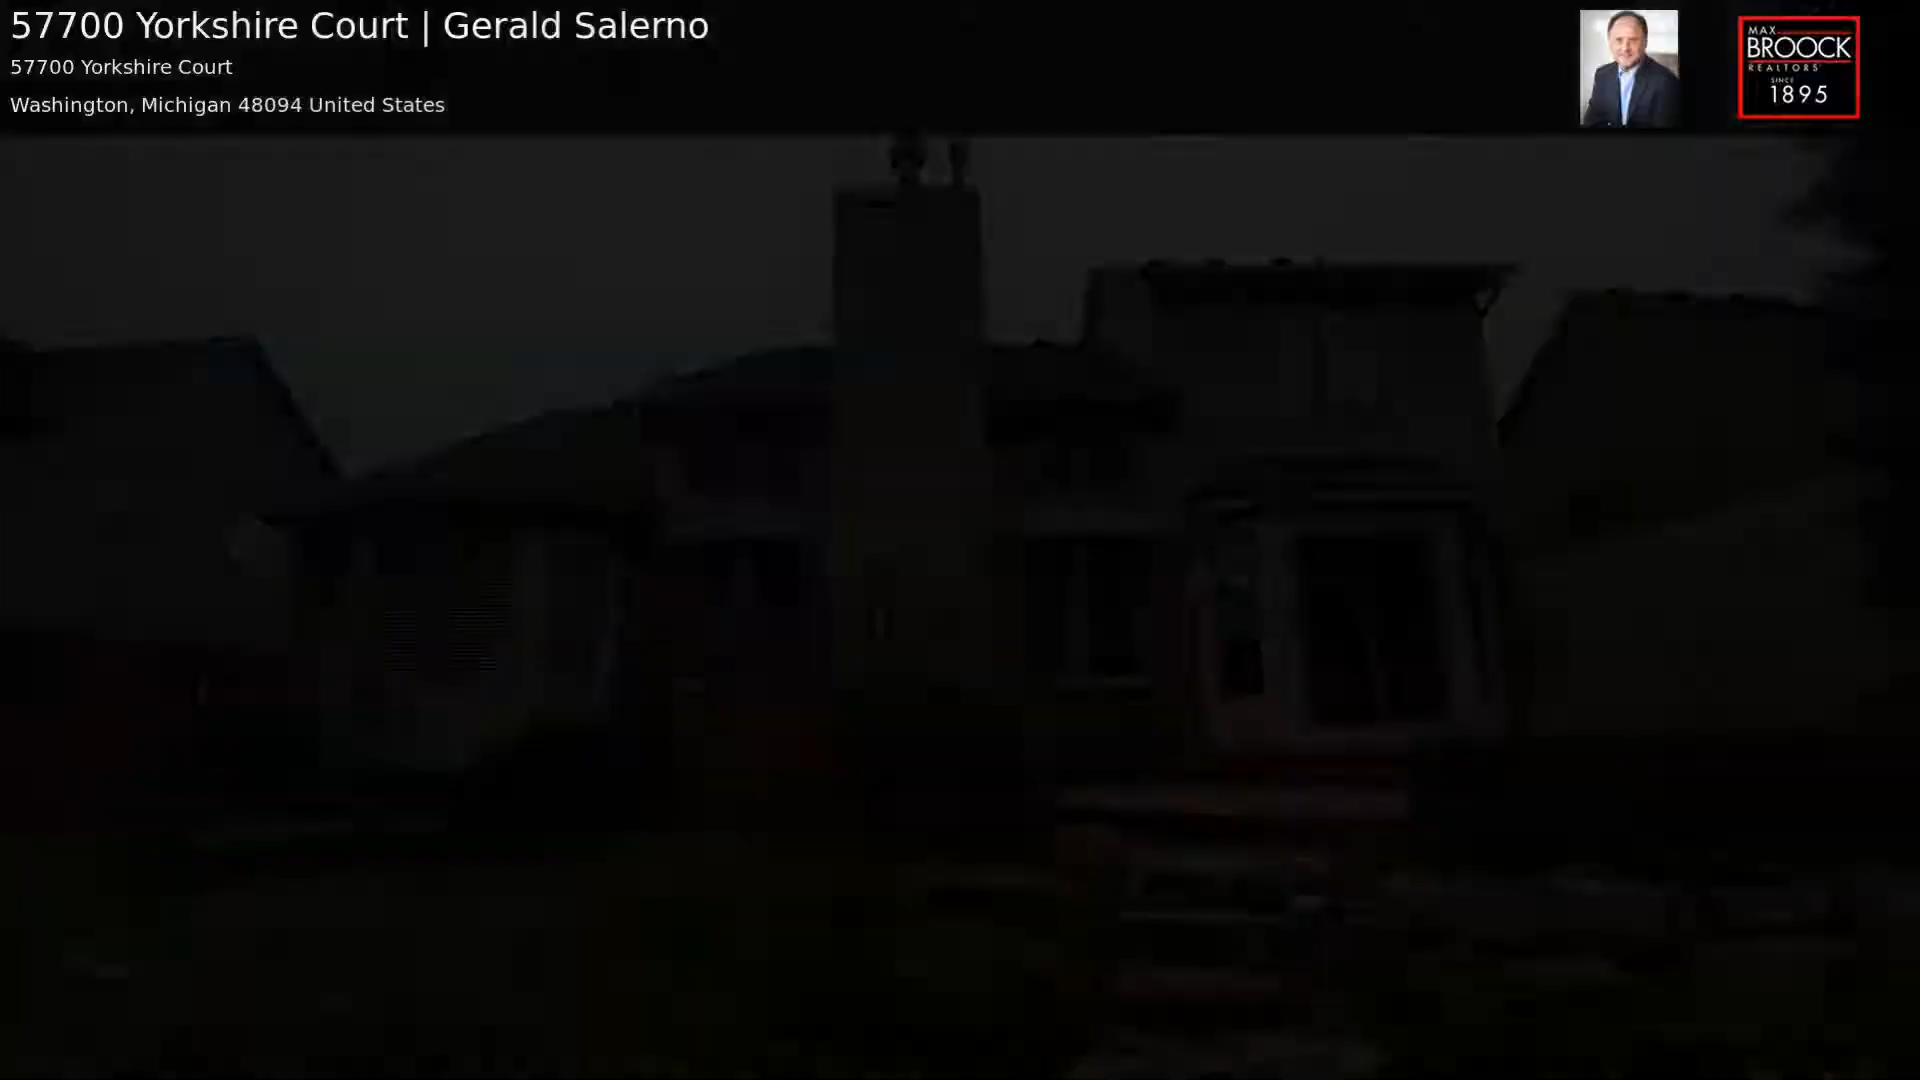 57700 Yorkshire Court | Gerald Salerno
57700 Yorkshire Court
Washington, Michigan 48094 United States
MAX
BROOCK
REALTORS
SINCE
1895